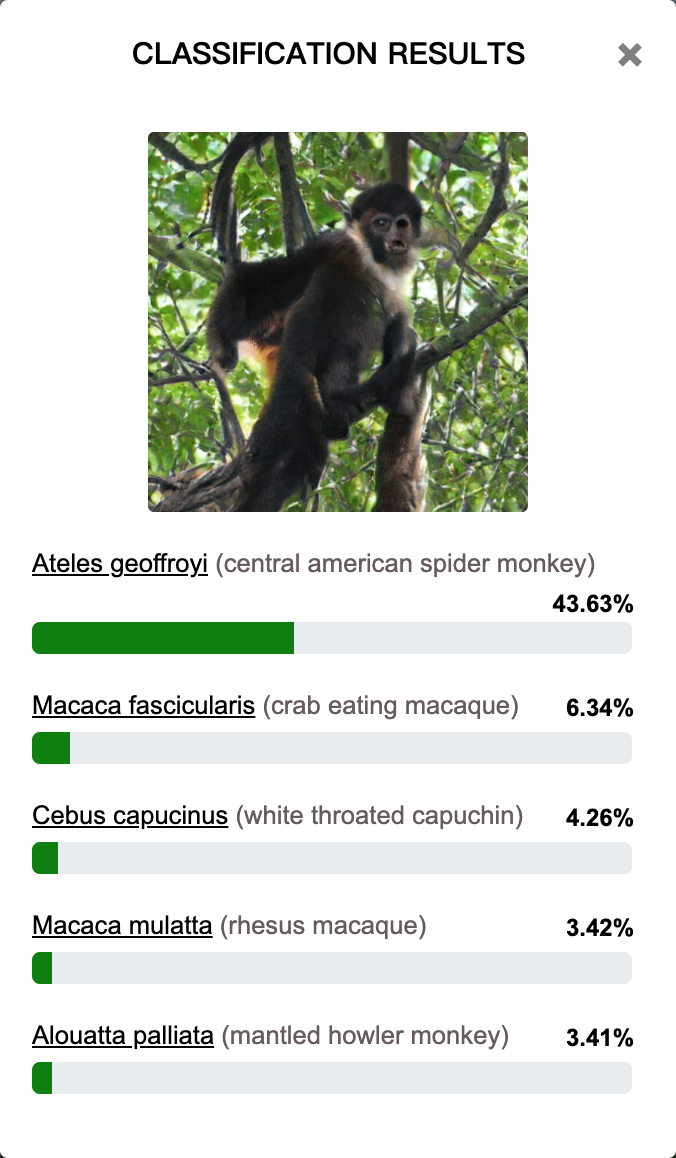 CLASSIFICATION RESULTS
Ateles geoffroyi (central american spider monkey)
43.63%
Macaca fascicularis (crab eating macaque) 6.34%
Cebus capucinus (white throated capuchin) 4.26%
Macaca mulatta (rhesus macaque) 3.42%
Alouatta palliata (mantled howler monkey) 3.41%